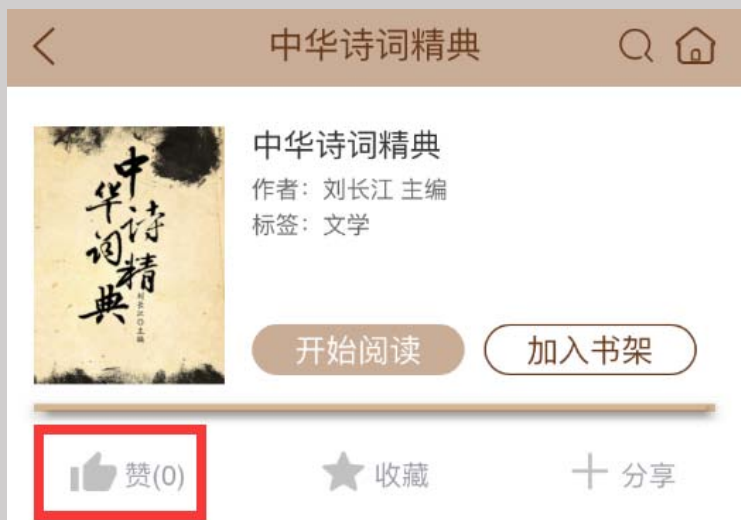 中华诗词精典
中华诗词精典
刘长江◎主编
中华诗词精典
作者：刘长江 主编
标签：文学
开始阅读
加入书架
赞(0)
收藏
分享